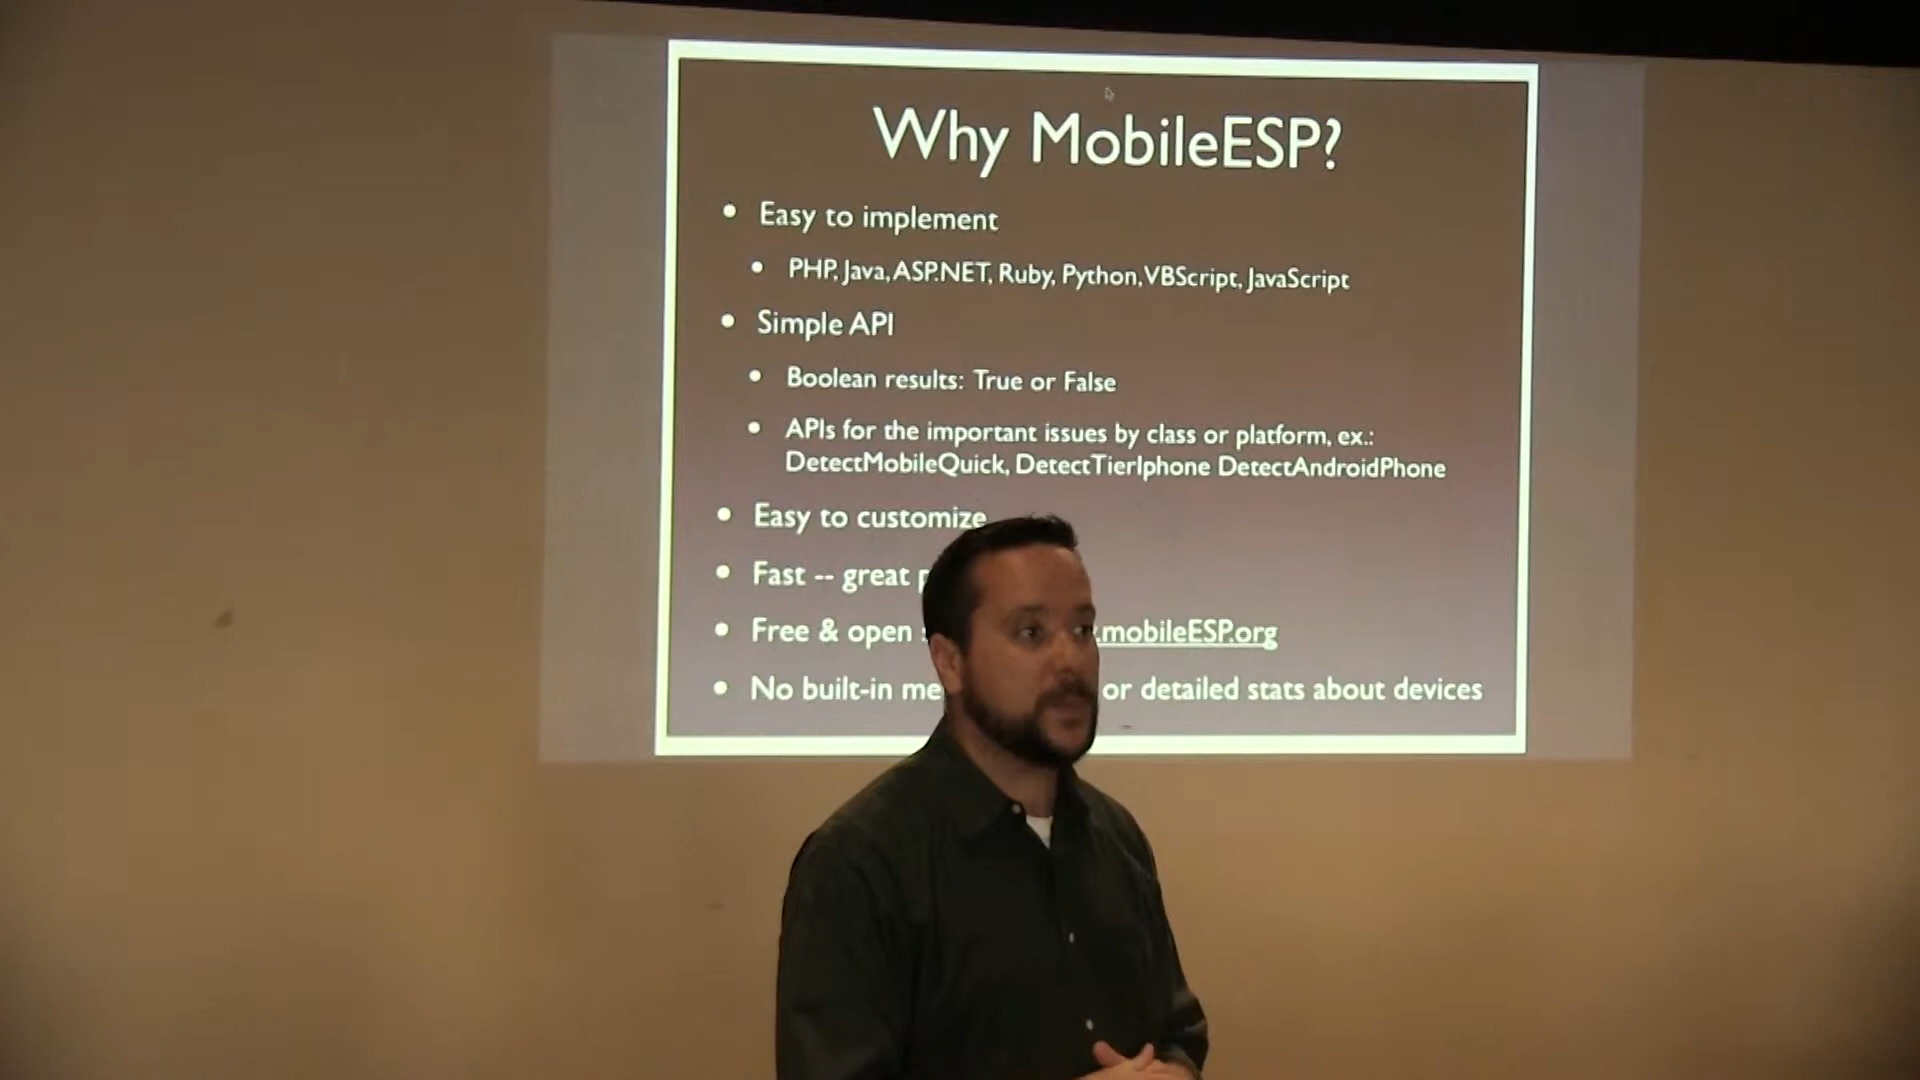 Why MobileESP?
• Easy to implement
• PHP, Java, ASP.NET, Ruby, Python, VBScript, JavaScript
• Simple API
• Boolean results: True or False
• APIs for the important issues by class or platform, ex.:
DetectMobileQuick, DetectTierIphone DetectAndroidPhone
• Easy to customize
• Fast -- great
• Free & open .mobileESP.org
• No built-in or detailed stats about devices